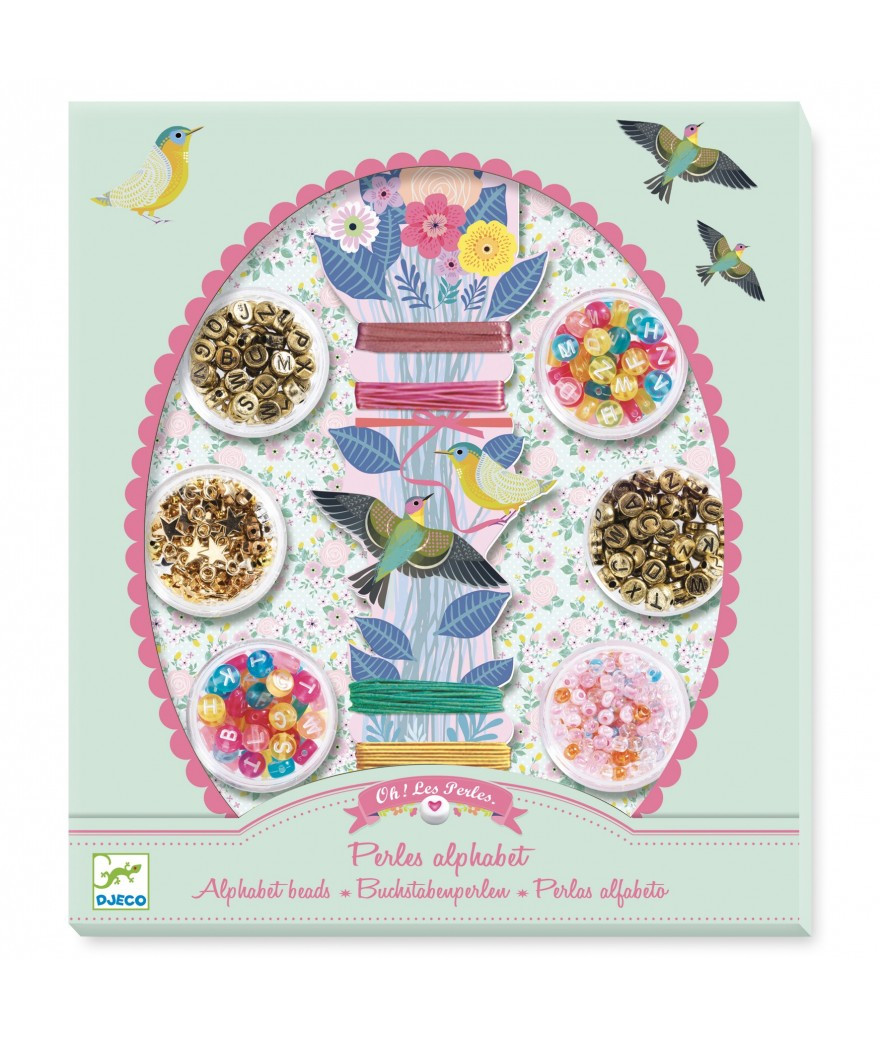 Oh! Les Perles.
Perles alphabet
Alphabet beads * Buchstabenperlen * Perlas alfabeto
DJECO